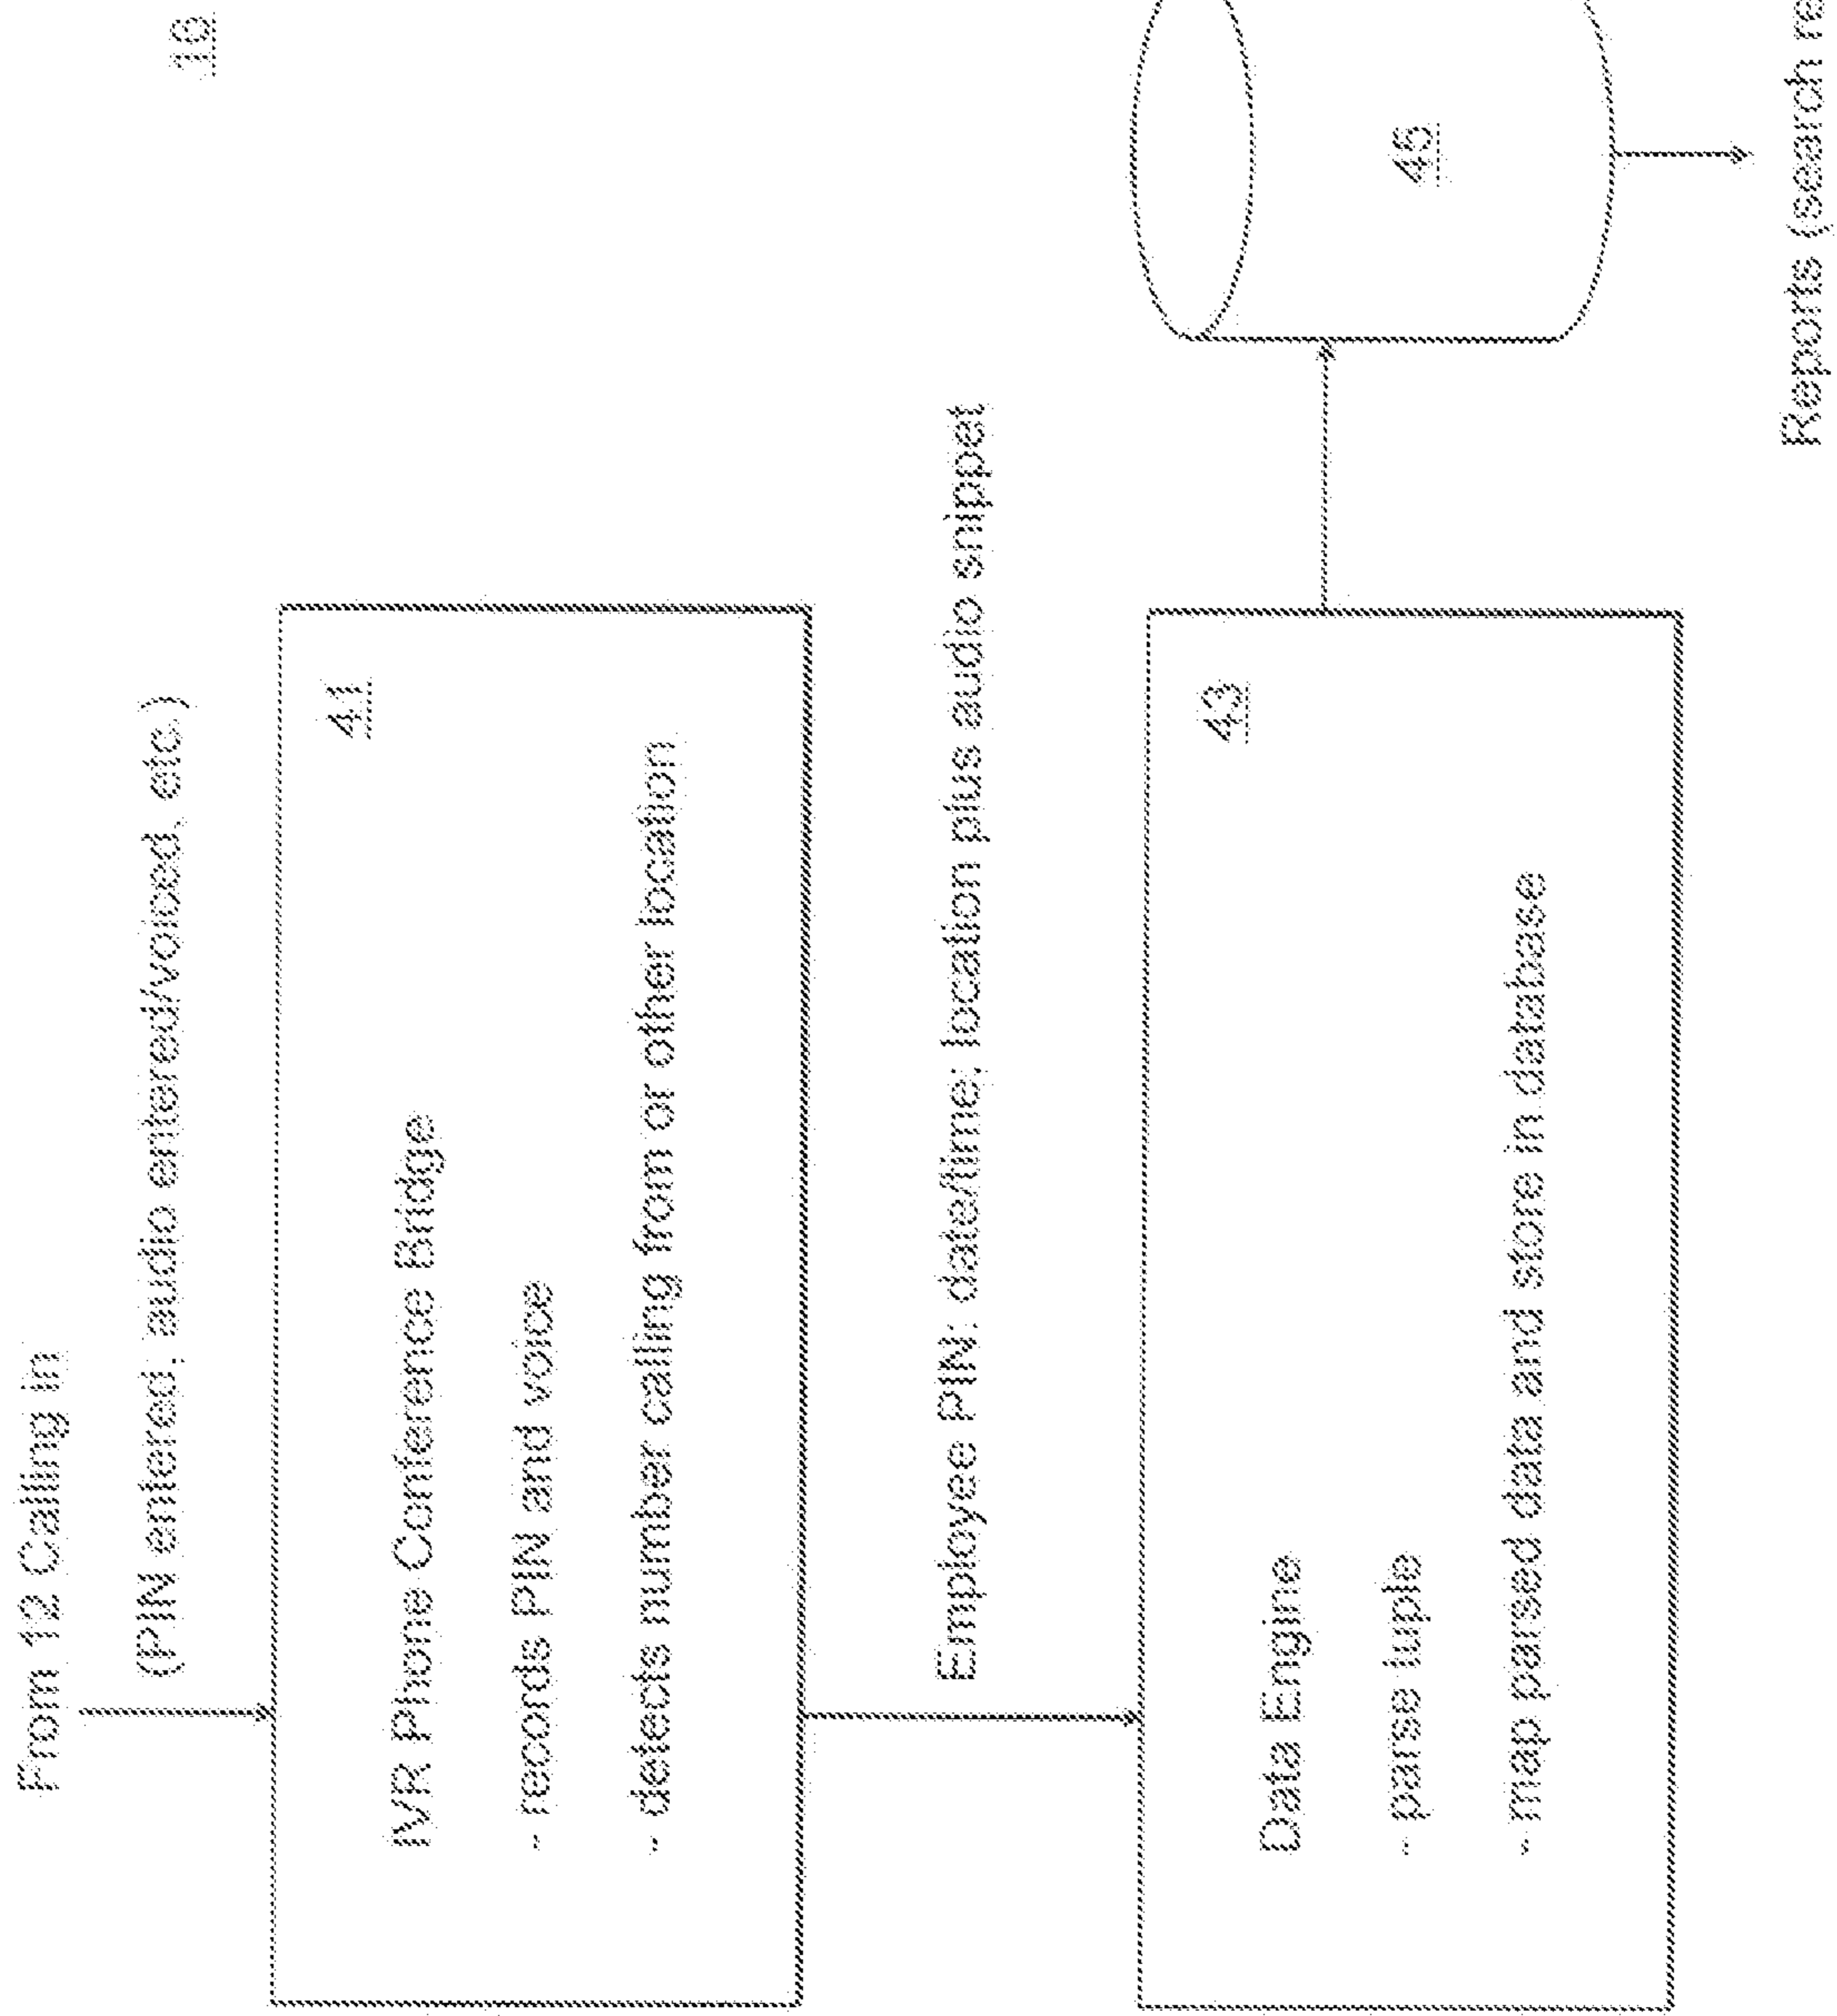 16
From 12 Calling in
(PIN entered, audio entered/voiced, etc.)
41
IVR Phone Conference Bridge
- records PIN and voice
- detects number calling from or other location
Employee PIN: date/time; location plus audio snippet
43
Data Engine
- parse tuple
- map parsed data and store in database
45
Reports (search re